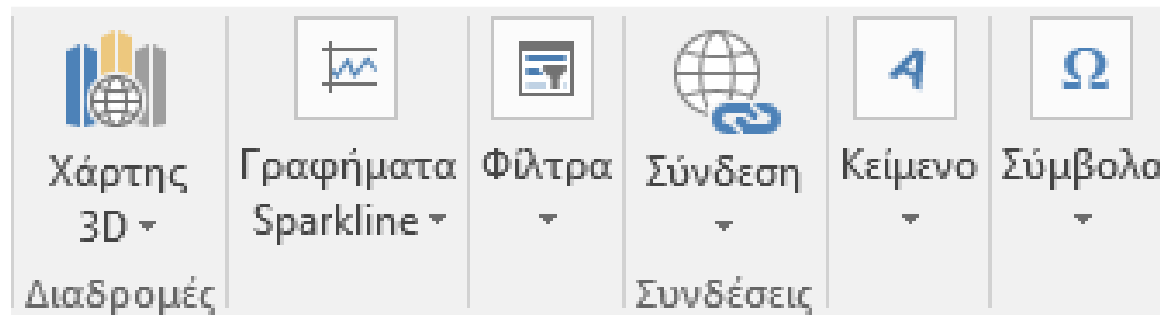 Χάρτης
3D
Γραφήματα
Sparkline
Φίλτρα
Σύνδεση
Κείμενο
Σύμβολα
Διαδρομές
Συνδέσεις